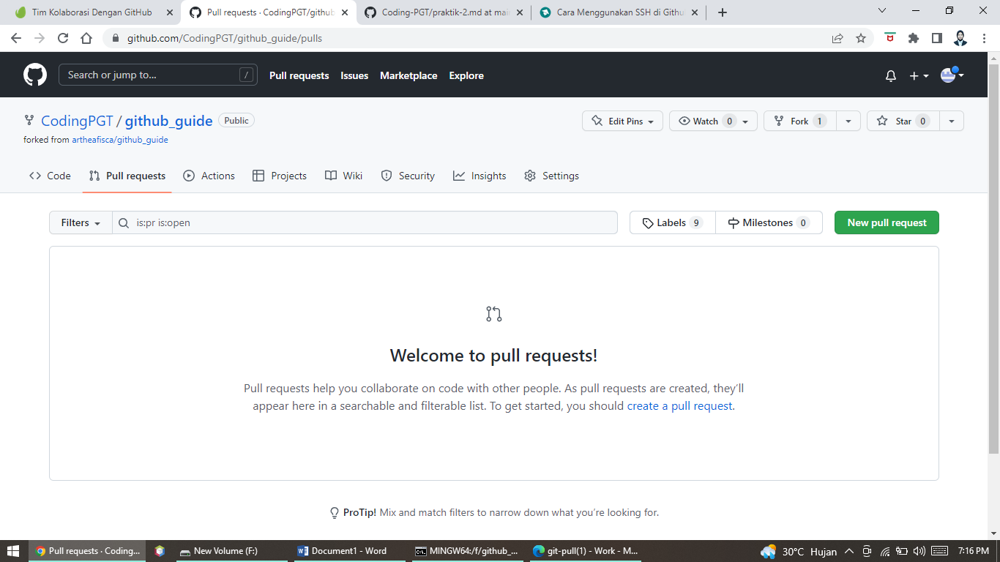 Tim Kolaborasi Dengan GitHub
Pull requests · CodingPGT/github
Coding-PGT/praktik-2.md at mai
Cara Menggunakan SSH di Githu
github.com/CodingPGT/github_guide/pulls
Search or jump to... /
Pull requests Issues Marketplace Explore
CodingPGT / github_guide Public
Edit Pins Watch 0 Fork 1 Star 0
forked from artheafisca/github_guide
<> Code Pull requests Actions Projects Wiki Security Insights Settings
Filters is:pr is:open Labels 9 Milestones 0 New pull request
Welcome to pull requests!
Pull requests help you collaborate on code with other people. As pull requests are created, they’ll
appear here in a searchable and filterable list. To get started, you should create a pull request.
ProTip! Mix and match filters to narrow down what you’re looking for.
Pull requests · Coding... New Volume (F:) Document1 - Word MINGW64:/f/github_... git-pull(1) - Work - M... 30°C Hujan 7:16 PM